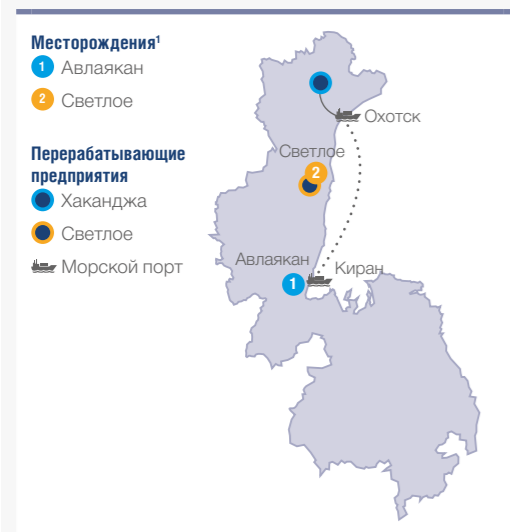 Месторождения¹
1 Авлаякан
2 Светлое
Перерабатывающие
предприятия
Хаканджа
Светлое
Морской порт
Охотск
Светлое
2
Авлаякан
Киран
1